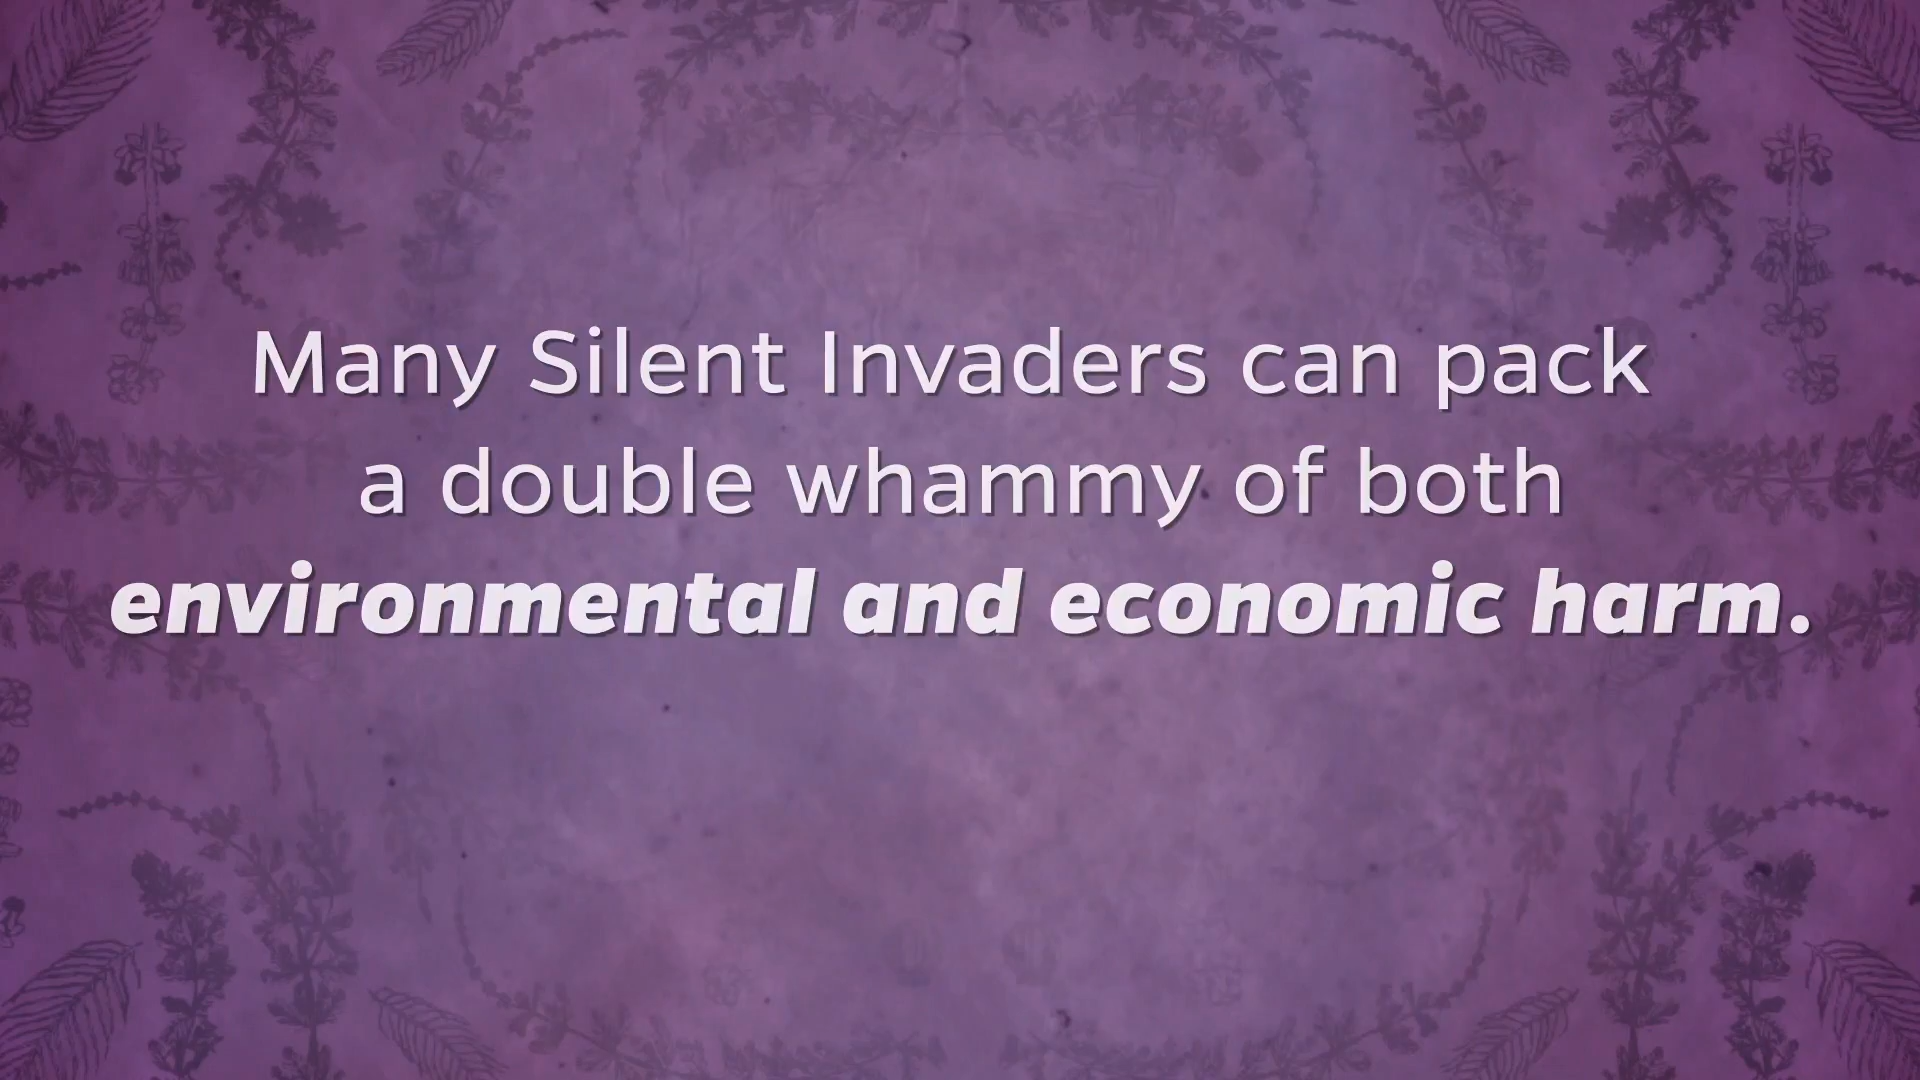 Many Silent Invaders can pack
a double whammy of both
environmental and economic harm.